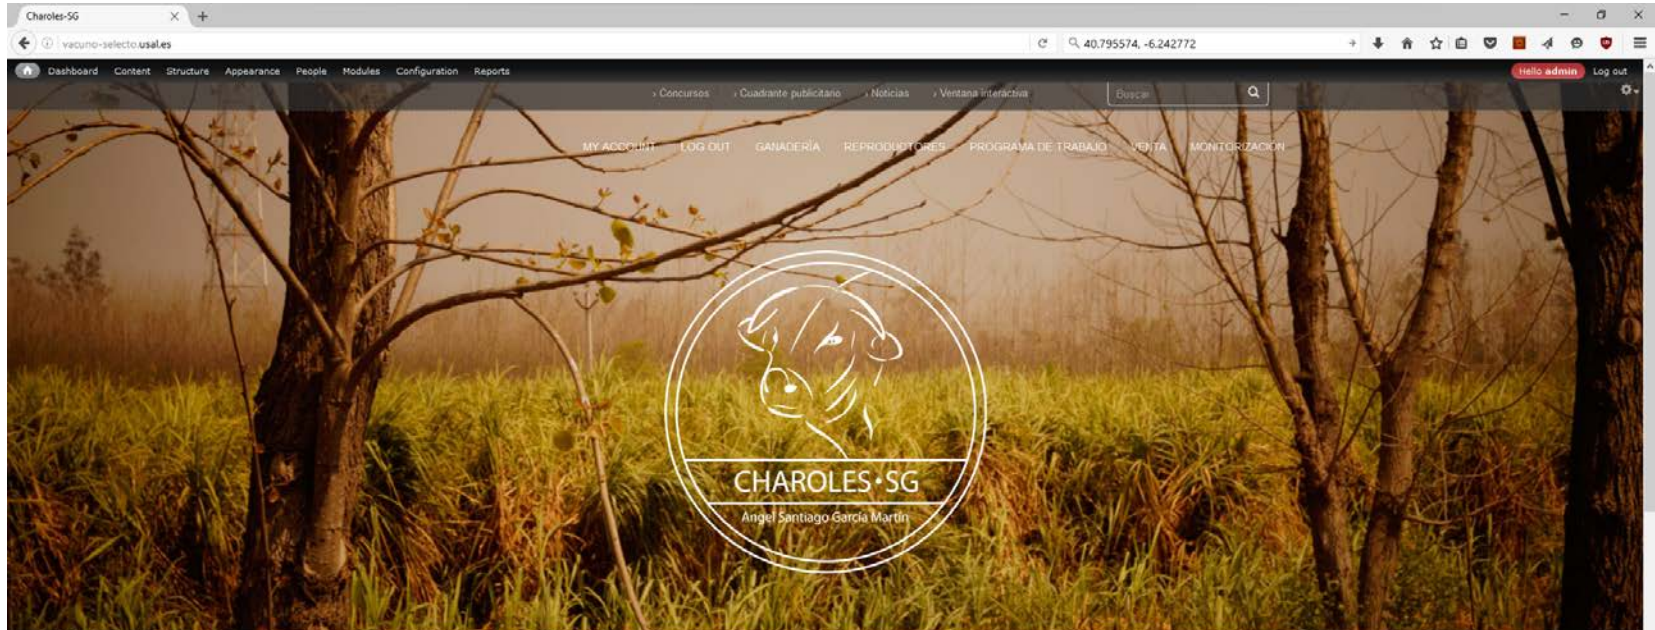 Charoles-SG
vacuno-selecto.usal.es
40.795574, -6.242772
Dashboard Content Structure Appearance People Modules Configuration Reports
Hello admin Log out
› Concursos › Cuadrante publicitario › Noticias › Ventana interactiva
Buscar
MY ACCOUNT LOG OUT GANADERÍA REPRODUCTORES PROGRAMA DE TRABAJO VENTA MONITORIZACIÓN
CHAROLES•SG
Angel Santiago García Martín